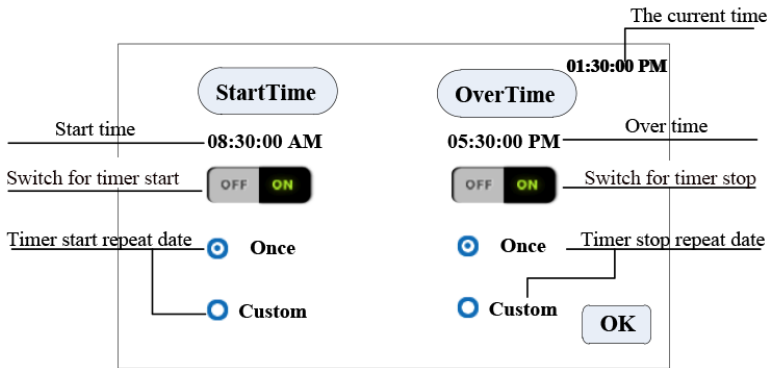 The current time
01:30:00 PM
StartTime
OverTime
Start time
08:30:00 AM
05:30:00 PM
Over time
Switch for timer start
OFF ON
OFF ON
Switch for timer stop
Timer start repeat date
Once
Once
Timer stop repeat date
Custom
Custom
OK